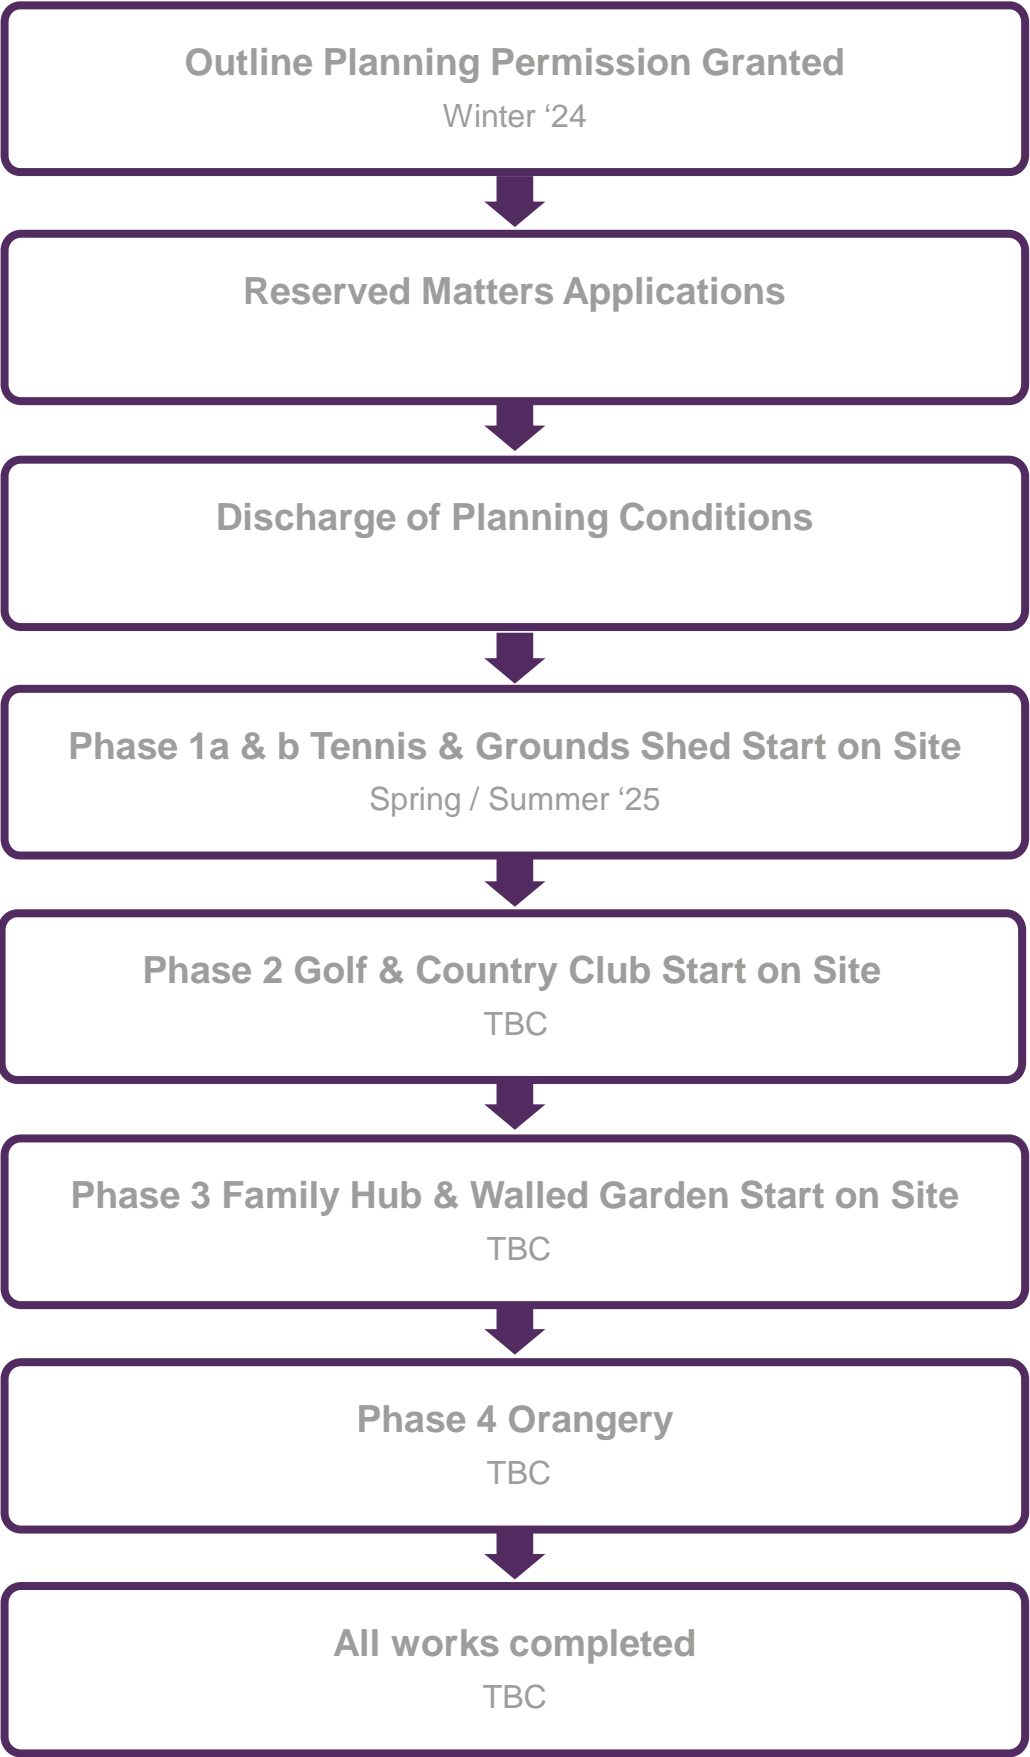 Outline Planning Permission Granted
Winter ‘24
Reserved Matters Applications
Discharge of Planning Conditions
Phase 1a & b Tennis & Grounds Shed Start on Site
Spring / Summer ‘25
Phase 2 Golf & Country Club Start on Site
TBC
Phase 3 Family Hub & Walled Garden Start on Site
TBC
Phase 4 Orangery
TBC
All works completed
TBC